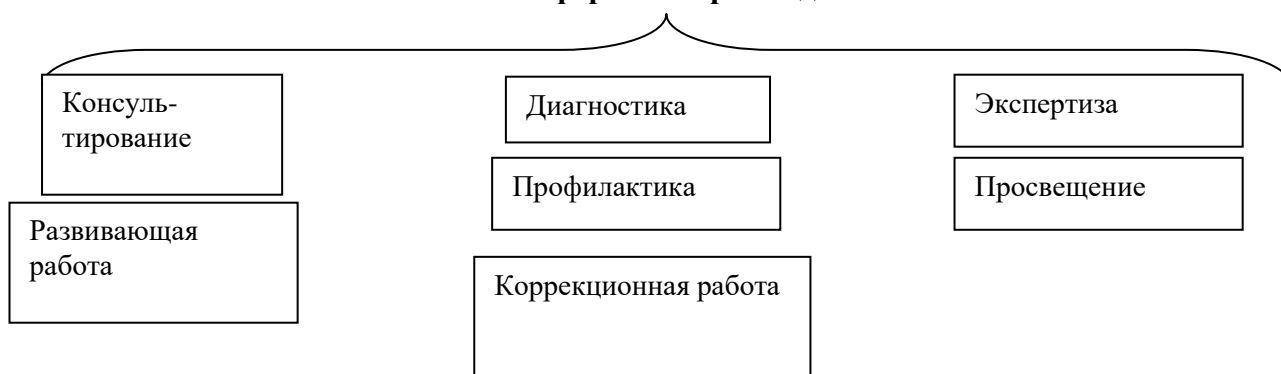 Консуль-
тирование
Диагностика
Экспертиза
Профилактика
Просвещение
Развивающая
работа
Коррекционная работа